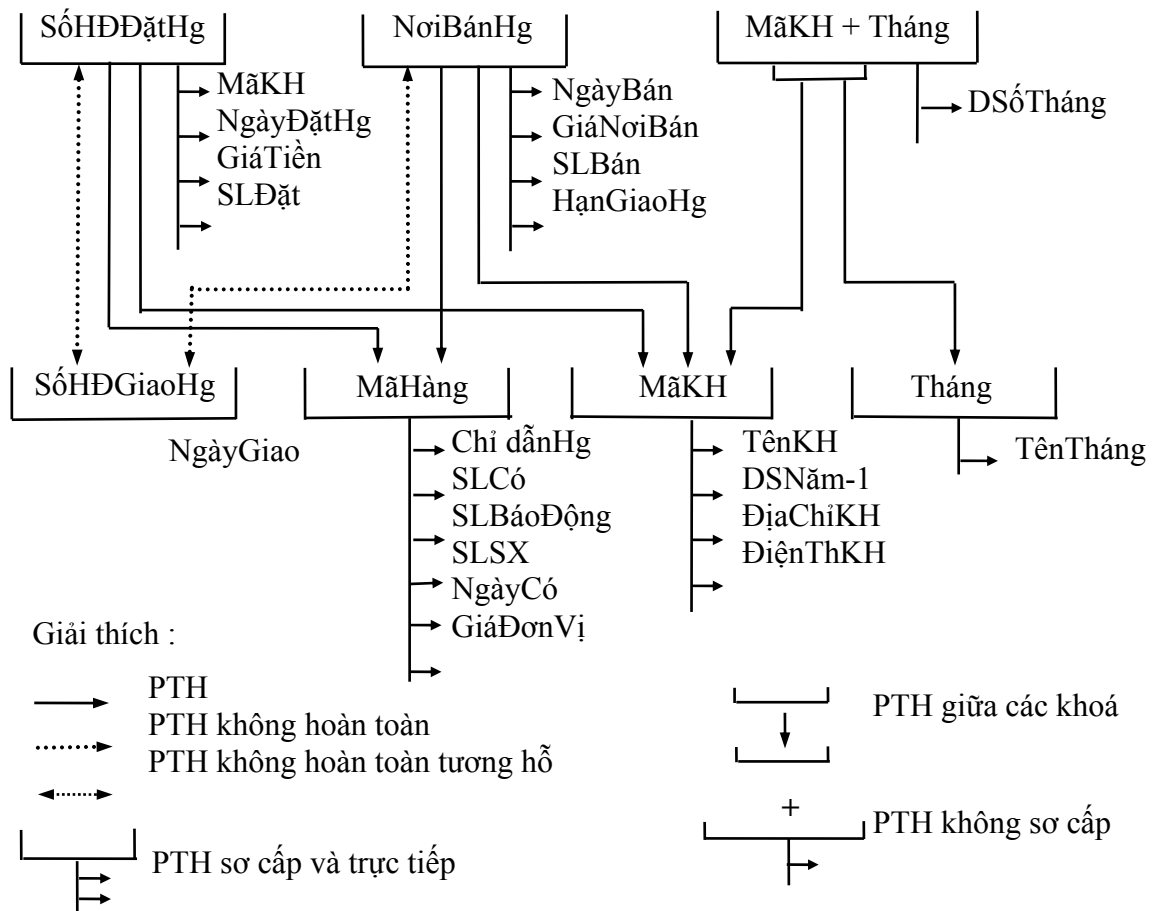 SốHĐĐặtHg
NơiBánHg
MãKH + Tháng
MãKH
NgàyĐặtHg
GiáTiền
SLĐặt
NgàyBán
GiáNơiBán
SLBán
HạnGiaoHg
DSốTháng
SốHĐGiaoHg
MãHàng
MãKH
Tháng
NgàyGiao
Chỉ dẫnHg
SLCó
SLBáoĐộng
SLSX
NgàyCó
GiáĐơnVị
TênKH
DSNăm-1
ĐịaChỉKH
ĐiệnThKH
TênTháng
Giải thích :
PTH
PTH không hoàn toàn
PTH không hoàn toàn tương hỗ
PTH sơ cấp và trực tiếp
PTH giữa các khoá
+
PTH không sơ cấp